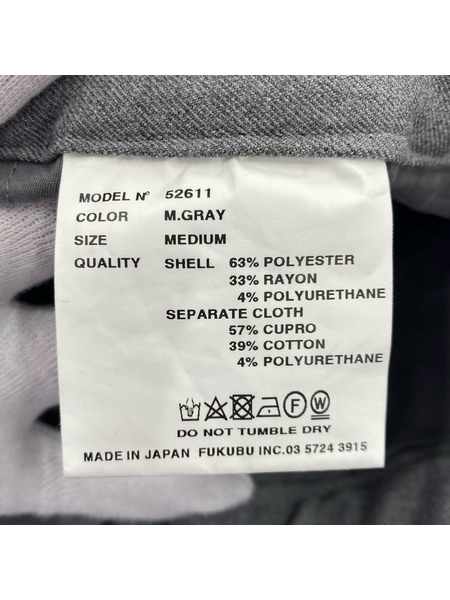 MODEL Nº 52611
COLOR M.GRAY
SIZE MEDIUM
QUALITY SHELL 63% POLYESTER
33% RAYON
4% POLYURETHANE
SEPARATE CLOTH
57% CUPRO
39% COTTON
4% POLYURETHANE
F W
DO NOT TUMBLE DRY
MADE IN JAPAN FUKUBU INC.03 5724 3915